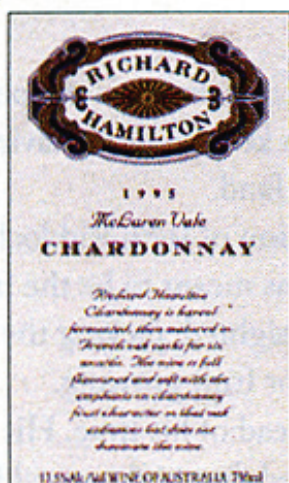 RICHARD
HAMILTON
1995
McLaren Vale
CHARDONNAY
Richard Hamilton
Chardonnay is barrel
fermented, then matured in
French oak casks for six
months. The wine is full
flavoured and soft with the
emphasis on chardonnay
fruit character in that oak
enhances but does not
dominate the wine.
WINE OF AUSTRALIA 750ml